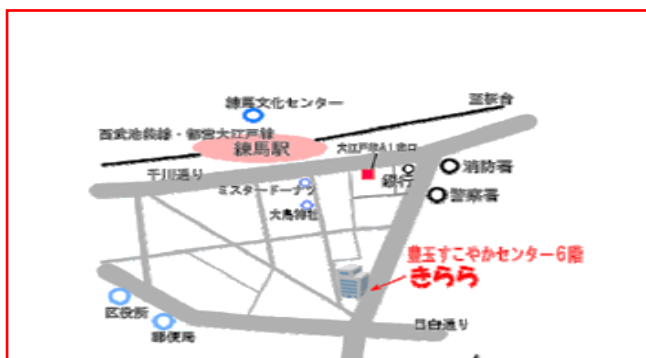 練馬文化センター
至桜台
西武池袋線・都営大江戸線
練馬駅
大江戸線A1出口
千川通り
銀行
消防署
ミスタードーナツ
警察署
大鳥神社
豊玉すこやかセンター6階
きらら
区役所
郵便局
目白通り